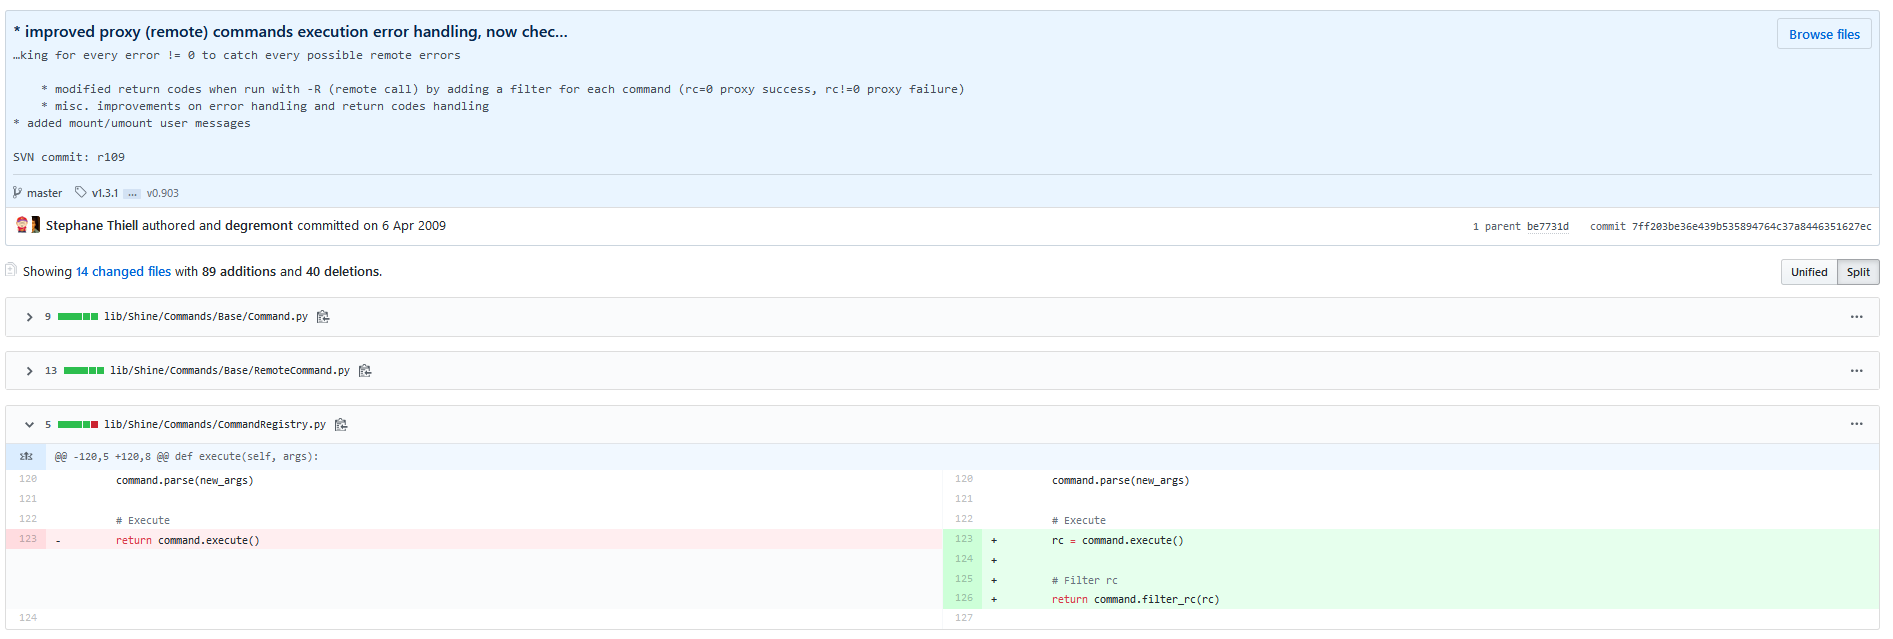 * improved proxy (remote) commands execution error handling, now chec...
Browse files
…king for every error != 0 to catch every possible remote errors
* modified return codes when run with -R (remote call) by adding a filter for each command (rc=0 proxy success, rc!=0 proxy failure)
* misc. improvements on error handling and return codes handling
* added mount/umount user messages
SVN commit: r109
master v1.3.1 … v0.903
Stephane Thiell authored and degremont committed on 6 Apr 2009
1 parent be7731d commit 7ff203be36e439b535894764c37a8446351627ec
Showing 14 changed files with 89 additions and 40 deletions.
Unified Split
9 lib/Shine/Commands/Base/Command.py
13 lib/Shine/Commands/Base/RemoteCommand.py
5 lib/Shine/Commands/CommandRegistry.py
@@ -120,5 +120,8 @@ def execute(self, args):
120 command.parse(new_args) 120 command.parse(new_args)
121 121
122 # Execute 122 # Execute
123 - return command.execute() 123 + rc = command.execute()
124 +
125 + # Filter rc
126 + return command.filter_rc(rc)
124 127